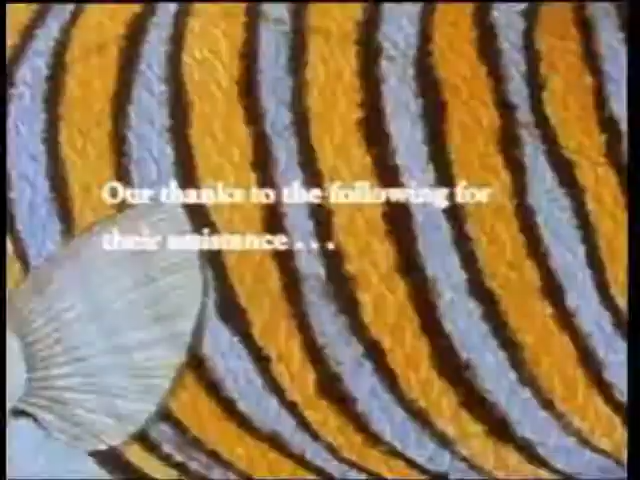 Our thanks to the following for
their assistance . . .